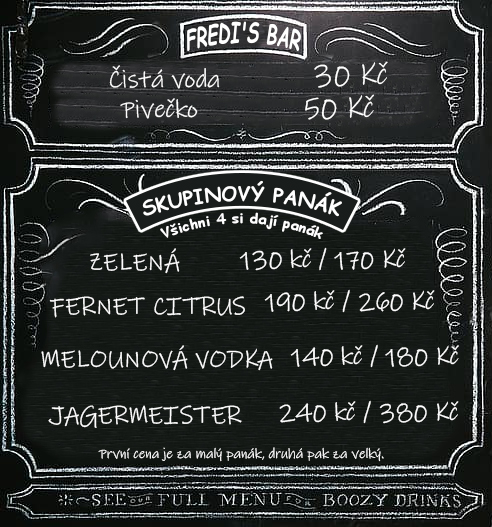 FREDI'S BAR
Čistá voda 30 Kč
Pivečko 50 Kč
SKUPINOVÝ PANÁK
Všichni 4 si dají panák
ZELENÁ 130 Kč / 170 Kč
FERNET CITRUS 190 kč / 260 Kč
MELOUNOVÁ VODKA 140 kč / 180 Kč
JAGERMEISTER 240 kč / 380 Kč
První cena je za malý panák, druhá pak za velký.
SEE OUR FULL MENU FOR BOOZY DRINKS